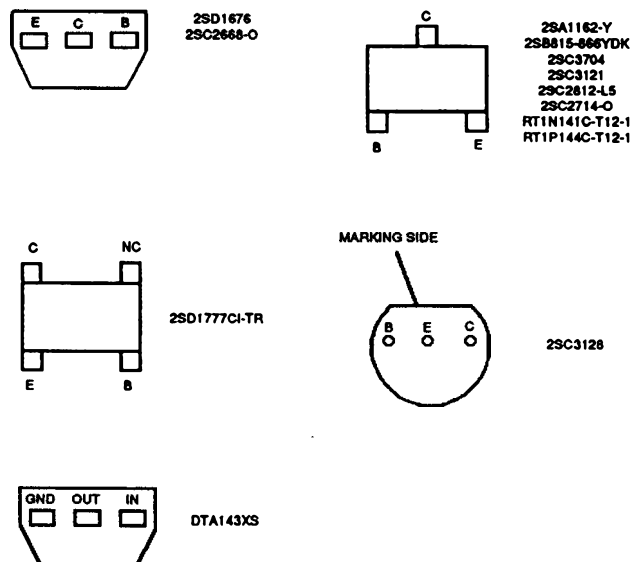 E C B
2SD1676
2SC2668-O
C
2SA1162-Y
2SB815-866YDK
2SC3704
2SC3121
2SC2812-L5
2SC2714-O
RT1N141C-T12-1
RT1P144C-T12-1
B E
C NC
2SD1777CI-TR
E B
MARKING SIDE
B E C
2SC3128
GND OUT IN
DTA143XS